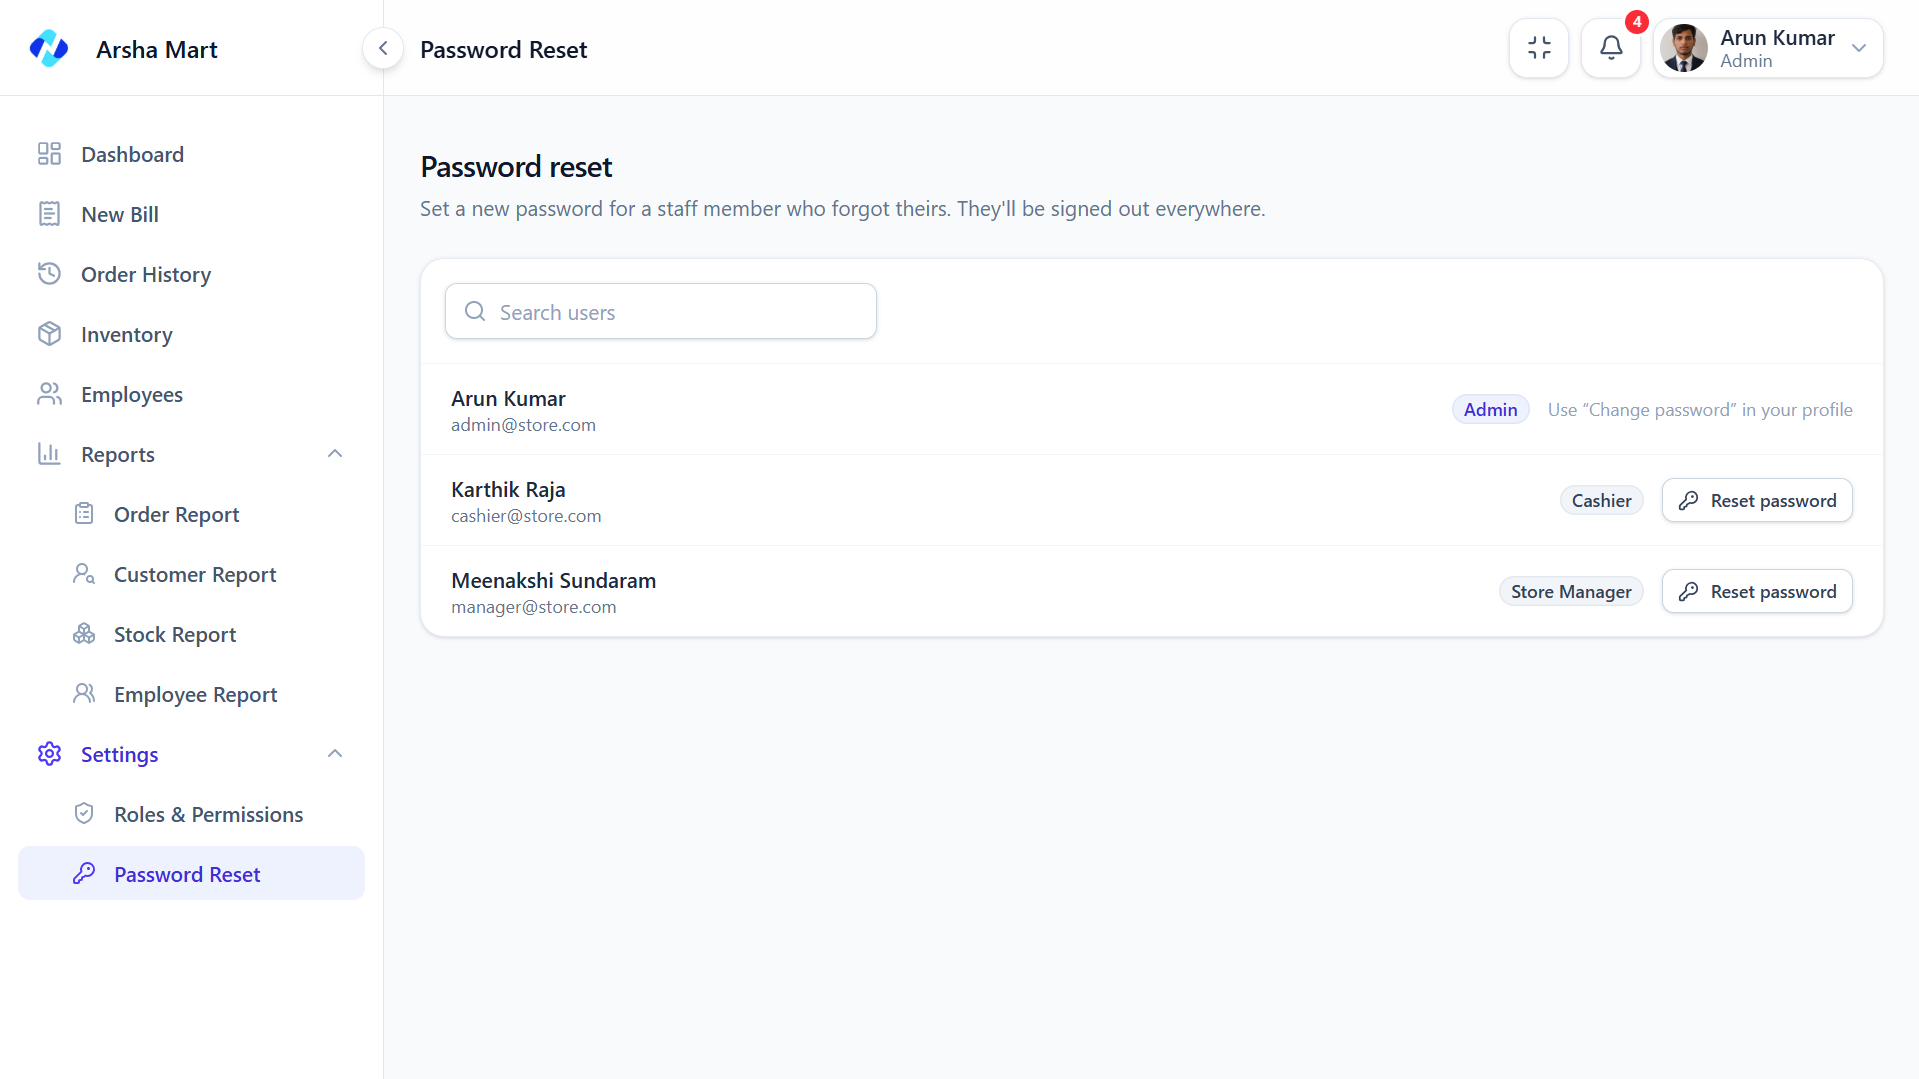 Arsha Mart
Password Reset
4
Arun Kumar
Admin
Dashboard
New Bill
Order History
Inventory
Employees
Reports
Order Report
Customer Report
Stock Report
Employee Report
Settings
Roles & Permissions
Password Reset
Password reset
Set a new password for a staff member who forgot theirs. They'll be signed out everywhere.
Search users
Arun Kumar
admin@store.com
Admin
Use “Change password” in your profile
Karthik Raja
cashier@store.com
Cashier
Reset password
Meenakshi Sundaram
manager@store.com
Store Manager
Reset password